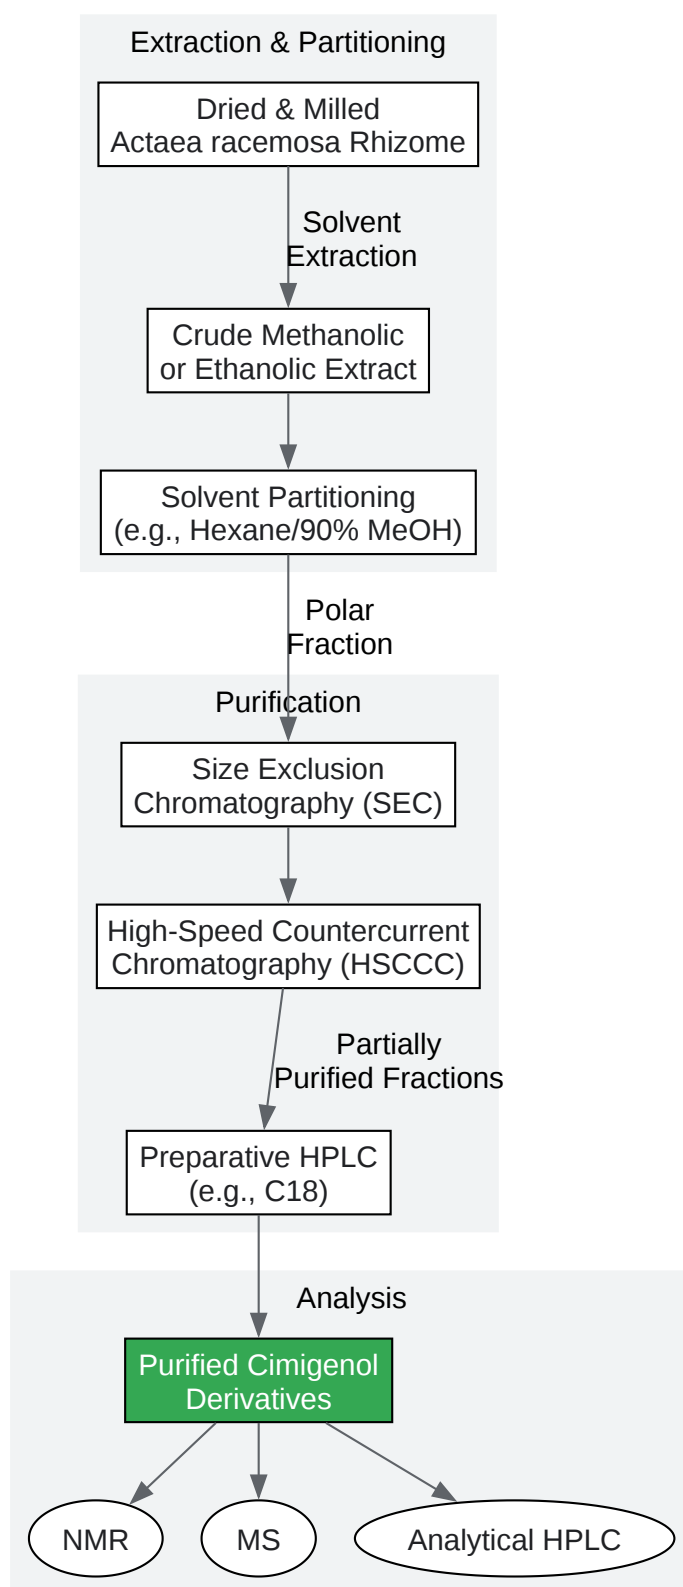 Extraction & Partitioning
Dried & Milled
Actaea racemosa Rhizome
Solvent
Extraction
Crude Methanolic
or Ethanolic Extract
Solvent Partitioning
(e.g., Hexane/90% MeOH)
Polar
Fraction
Purification
Size Exclusion
Chromatography (SEC)
High-Speed Countercurrent
Chromatography (HSCCC)
Partially
Purified Fractions
Preparative HPLC
(e.g., C18)
Analysis
Purified Cimigenol
Derivatives
NMR
MS
Analytical HPLC